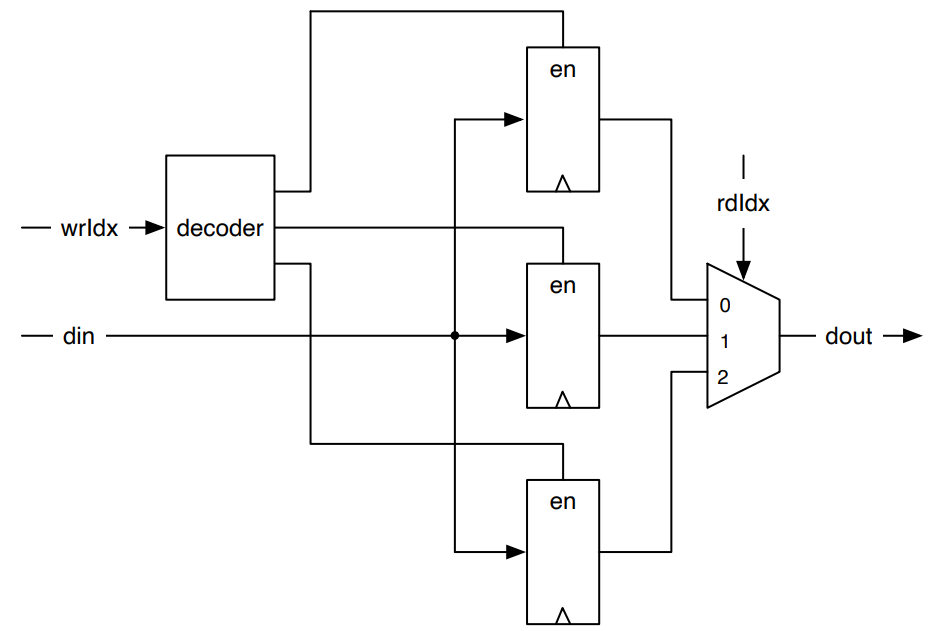 en
rdIdx
wrIdx
decoder
en
0
din
1
dout
2
en